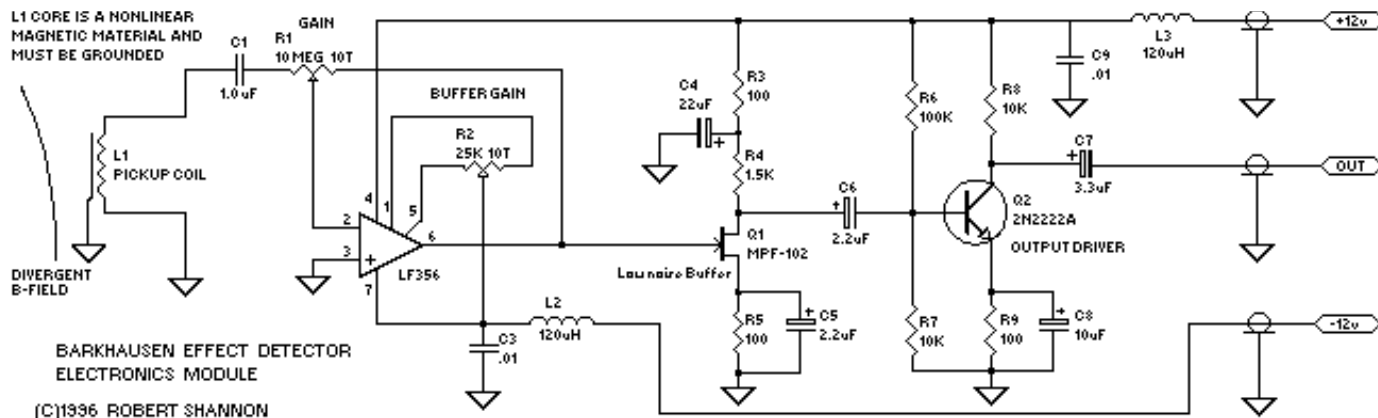 L1 CORE IS A NONLINEAR
MAGNETIC MATERIAL AND
MUST BE GROUNDED
GAIN
C1
R1
10 MEG 10T
1.0uF
BUFFER GAIN
R2
25K 10T
L1
PICKUP COIL
4
1
5
2
3
6
7
+
LF356
DIVERGENT
B-FIELD
C4
22uF
+
R3
100
R4
1.5K
Q1
MPF-102
Low noise Buffer
C6
+
2.2uF
R5
100
+
C5
2.2uF
L2
120uH
C3
.01
R6
100K
R7
10K
R8
10K
C9
.01
L3
120uH
+12v
C7
+
3.3uF
OUT
Q2
2N2222A
OUTPUT DRIVER
R9
100
+
C8
10uF
-12v
BARKHAUSEN EFFECT DETECTOR
ELECTRONICS MODULE
(C)1996 ROBERT SHANNON